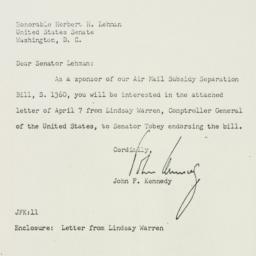 Honorable Herbert H. Lehman
United States Senate
Washington, D. C.
Dear Senator Lehman:
As a sponsor of our Air Mail Subsidy Separation
Bill, S. 1360, you will be interested in the attached
letter of April 7 from Lindsay Warren, Comptroller General
of the United States, to Senator Tobey endorsing the bill.
Cordially,
John Kennedy
John F. Kennedy
JFK:ll
Enclosure: Letter from Lindsay Warren